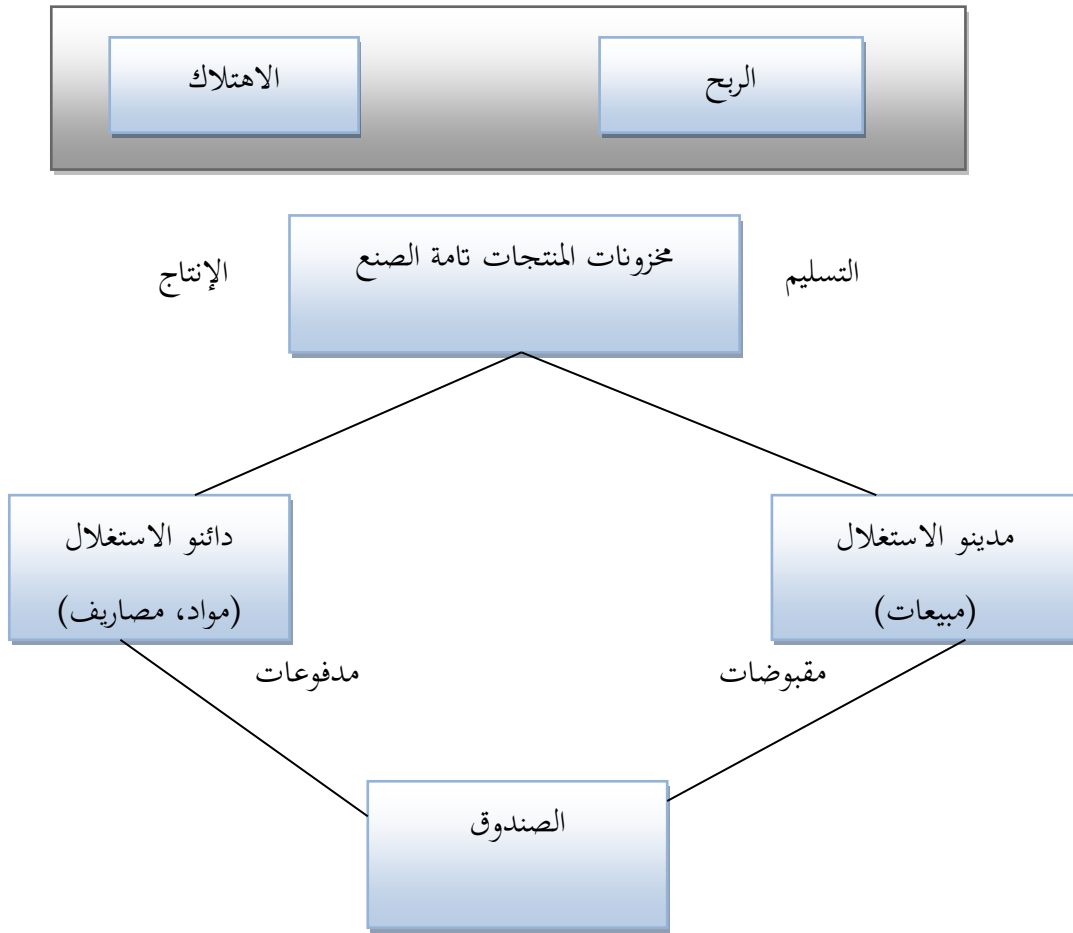 الربح
الاهتلاك
مخزونات المنتجات تامة الصنع
التسليم
الإنتاج
مدينو الاستغلال
(مبيعات)
دائنو الاستغلال
(مواد، مصاريف)
مقبوضات
مدفوعات
الصندوق